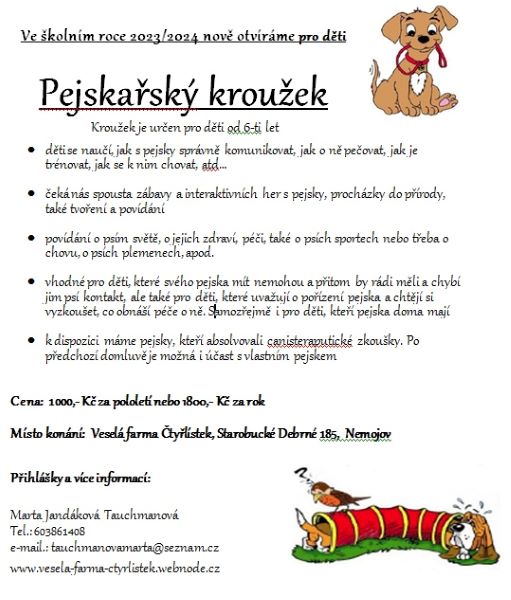 Ve školním roce 2023/2024 nově otvíráme pro děti
Pejskařský kroužek
Kroužek je určen pro děti od 6-ti let
• děti se naučí, jak s pejsky správně komunikovat, jak o ně pečovat, jak je
trénovat, jak se k nim chovat, atd...
• čeká nás spousta zábavy a interaktivních her s pejsky, procházky do přírody,
také tvoření a povídání
• povídání o psím světě, o jejich zdraví, péči, také o psích sportech nebo třeba o
chovu, o psích plemenech, apod.
• vhodné pro děti, které svého pejska mít nemohou a přitom by rádi měli a chybí
jim psí kontakt, ale také pro děti, které uvažují o pořízení pejska a chtějí si
vyzkoušet, co obnáší péče o ně. Samozřejmě i pro děti, kteří pejska doma mají
• k dispozici máme pejsky, kteří absolvovali canisteraputické zkoušky. Po
předchozí domluvě je možná i účast s vlastním pejskem
Cena: 1000,- Kč za pololetí nebo 1800,- Kč za rok
Místo konání: Veselá farma Čtyřlístek, Starobucké Debrné 185, Nemojov
Přihlášky a více informací:
Marta Jandáková Tauchmanová
Tel.: 603861408
e-mail.: tauchmanovamarta@seznam.cz
www.vesela-farma-ctyrlistek.webnode.cz